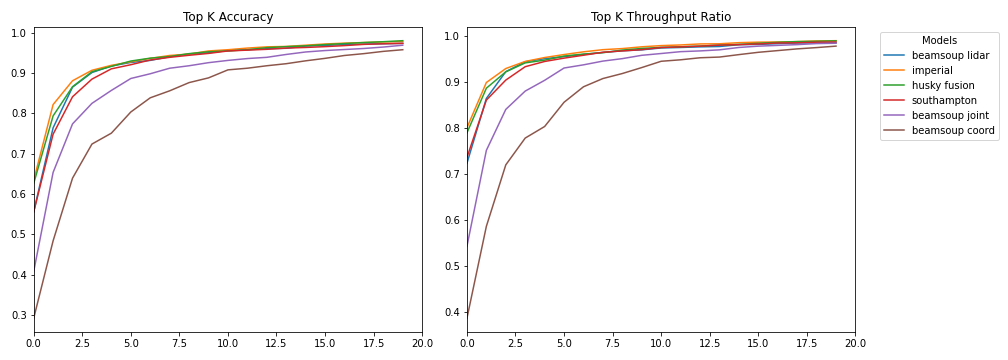 Top K Accuracy
1.0
0.9
0.8
0.7
0.6
0.5
0.4
0.3
0.0 2.5 5.0 7.5 10.0 12.5 15.0 17.5 20.0
Top K Throughput Ratio
1.0
0.9
0.8
0.7
0.6
0.5
0.4
0.0 2.5 5.0 7.5 10.0 12.5 15.0 17.5 20.0
Models
beamsoup lidar
imperial
husky fusion
southampton
beamsoup joint
beamsoup coord